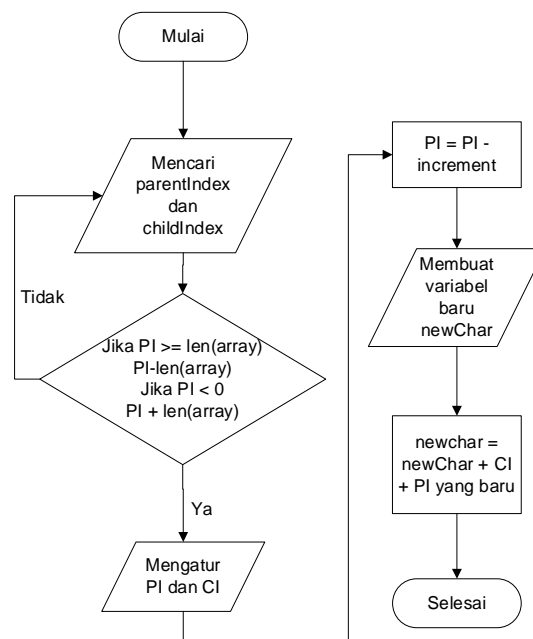 Mulai
Mencari
parentIndex
dan
childIndex
Tidak
Jika PI >= len(array)
PI-len(array)
Jika PI < 0
PI + len(array)
Ya
Mengatur
PI dan CI
PI = PI -
increment
Membuat
variabel
baru
newChar
newchar =
newChar + CI
+ PI yang baru
Selesai